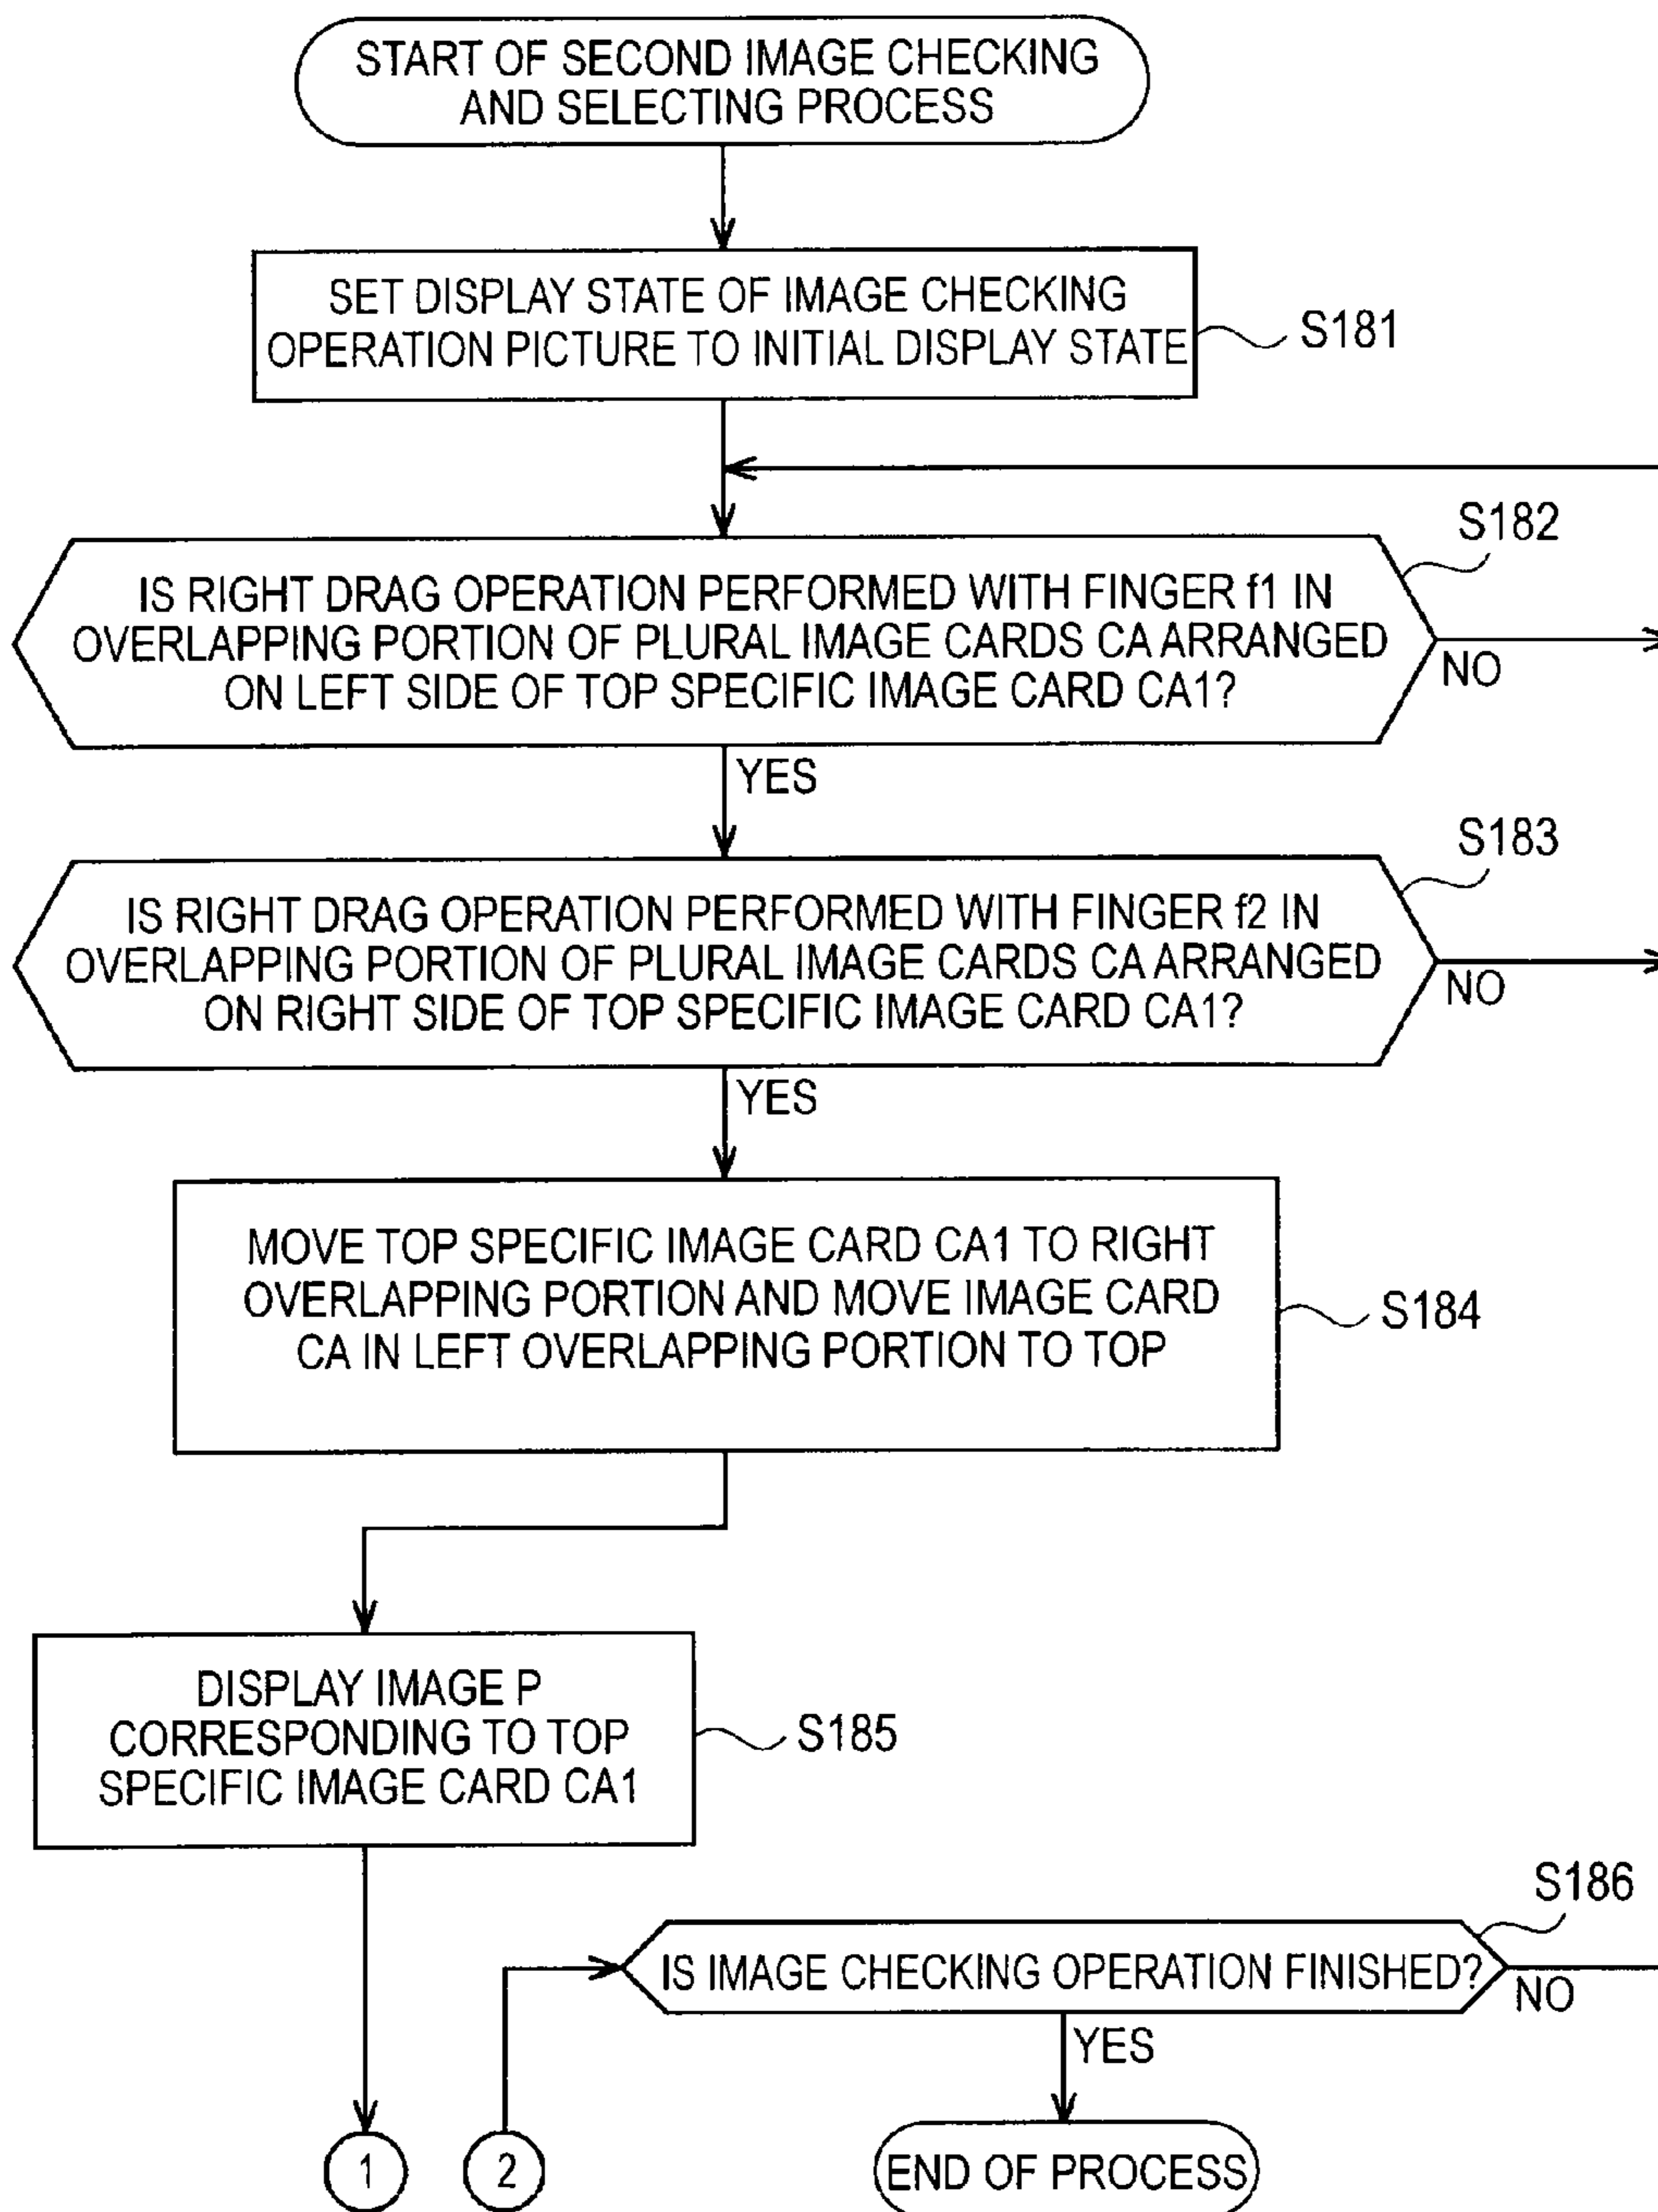 START OF SECOND IMAGE CHECKING
AND SELECTING PROCESS
SET DISPLAY STATE OF IMAGE CHECKING
OPERATION PICTURE TO INITIAL DISPLAY STATE
S181
S182
IS RIGHT DRAG OPERATION PERFORMED WITH FINGER f1 IN
OVERLAPPING PORTION OF PLURAL IMAGE CARDS CA ARRANGED
ON LEFT SIDE OF TOP SPECIFIC IMAGE CARD CA1?
NO
YES
S183
IS RIGHT DRAG OPERATION PERFORMED WITH FINGER f2 IN
OVERLAPPING PORTION OF PLURAL IMAGE CARDS CA ARRANGED
ON RIGHT SIDE OF TOP SPECIFIC IMAGE CARD CA1?
NO
YES
MOVE TOP SPECIFIC IMAGE CARD CA1 TO RIGHT
OVERLAPPING PORTION AND MOVE IMAGE CARD
CA IN LEFT OVERLAPPING PORTION TO TOP
S184
DISPLAY IMAGE P
CORRESPONDING TO TOP
SPECIFIC IMAGE CARD CA1
S185
S186
IS IMAGE CHECKING OPERATION FINISHED?
NO
YES
1
2
END OF PROCESS